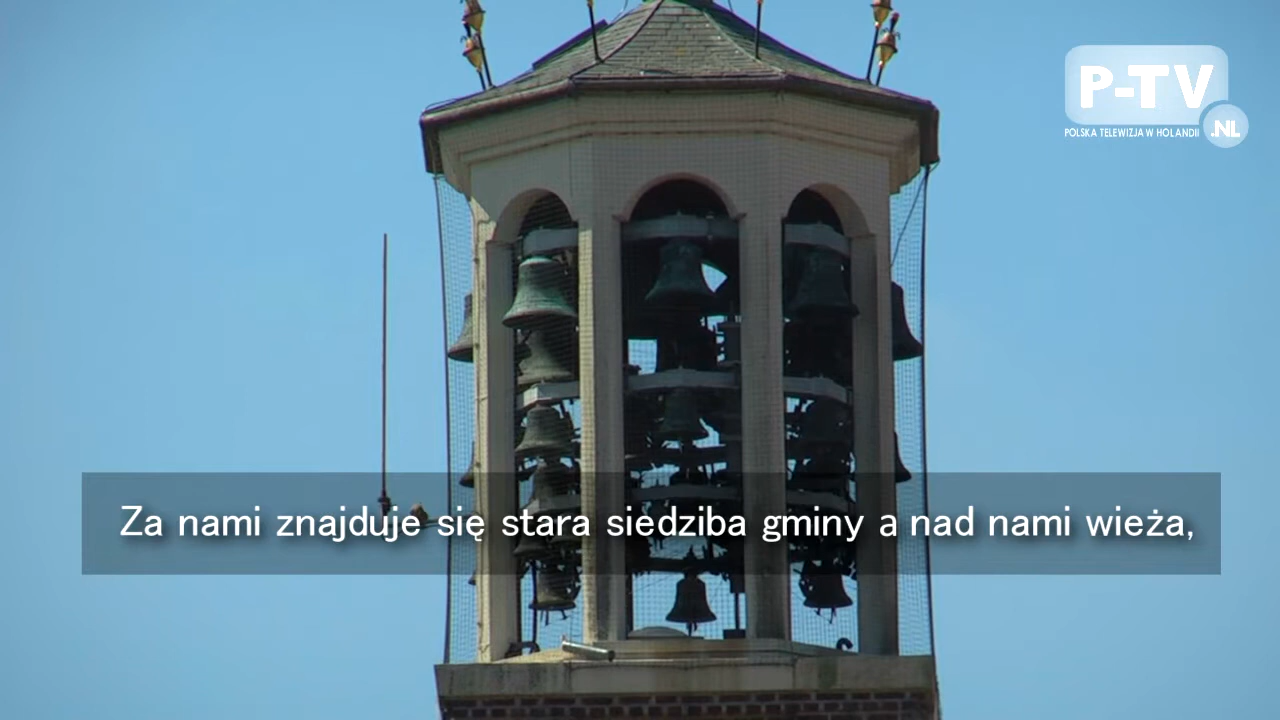 P-TV
POLSKA TELEWIZJA W HOLANDII
.NL
Za nami znajduje się stara siedziba gminy a nad nami wieża,